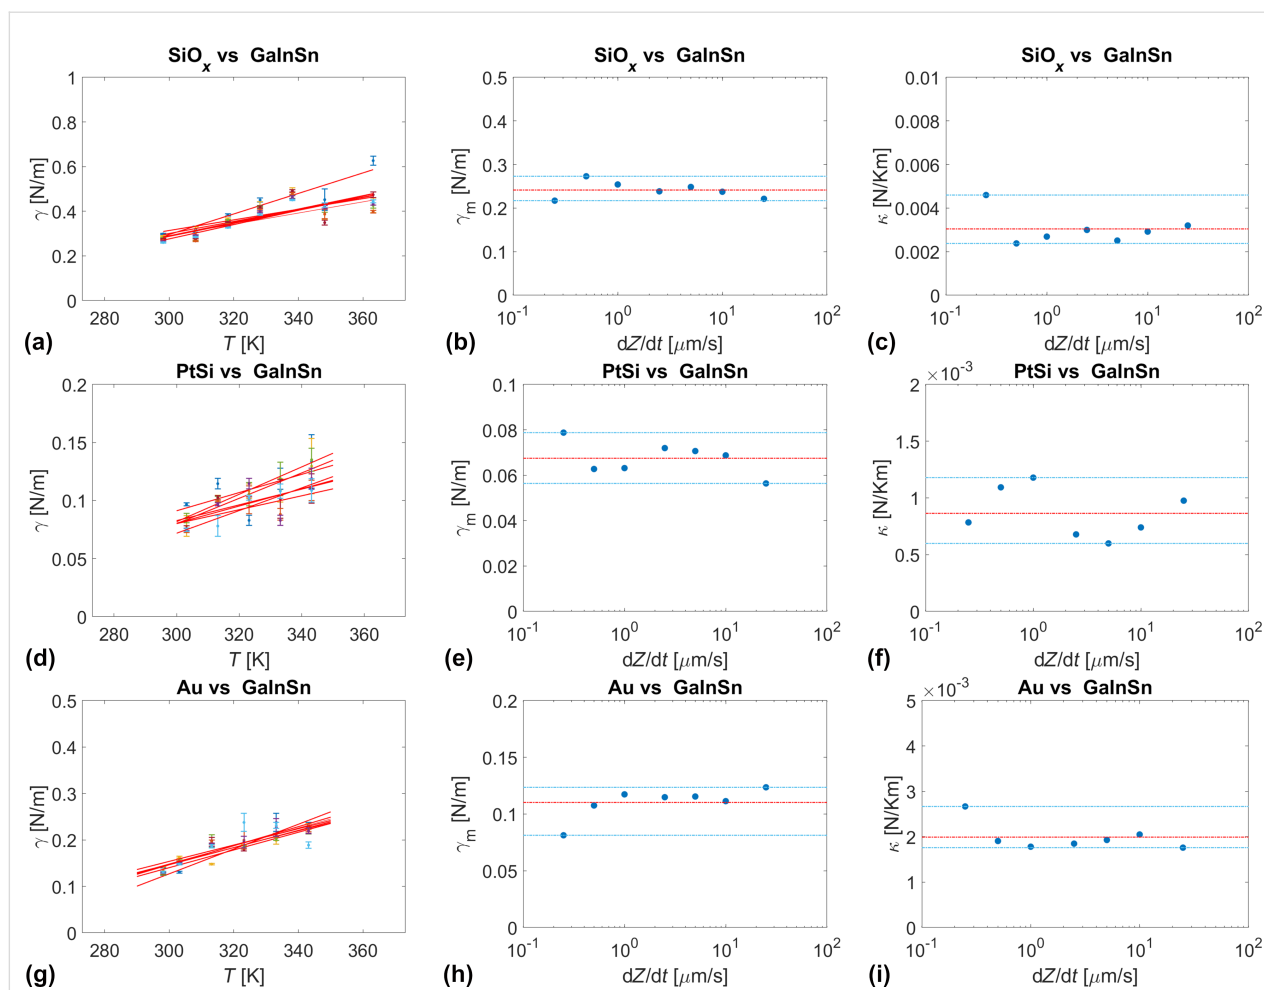 SiOx vs GaInSn
SiOx vs GaInSn
SiOx vs GaInSn
1
0.8
0.6
0.4
0.2
0
γ [N/m]
280 300 320 340 360
T [K]
(a)
0.5
0.4
0.3
0.2
0.1
0
γm [N/m]
10-1 100 101 102
dZ/dt [μm/s]
(b)
0.01
0.008
0.006
0.004
0.002
0
κ [N/Km]
10-1 100 101 102
dZ/dt [μm/s]
(c)
PtSi vs GaInSn
PtSi vs GaInSn
×10-3 PtSi vs GaInSn
0.2
0.15
0.1
0.05
0
γ [N/m]
280 300 320 340 360
T [K]
(d)
0.1
0.08
0.06
0.04
0.02
0
γm [N/m]
10-1 100 101 102
dZ/dt [μm/s]
(e)
2
1.5
1
0.5
0
κ [N/Km]
10-1 100 101 102
dZ/dt [μm/s]
(f)
Au vs GaInSn
Au vs GaInSn
×10-3 Au vs GaInSn
0.5
0.4
0.3
0.2
0.1
0
γ [N/m]
280 300 320 340 360
T [K]
(g)
0.2
0.15
0.1
0.05
0
γm [N/m]
10-1 100 101 102
dZ/dt [μm/s]
(h)
5
4
3
2
1
0
κ [N/Km]
10-1 100 101 102
dZ/dt [μm/s]
(i)